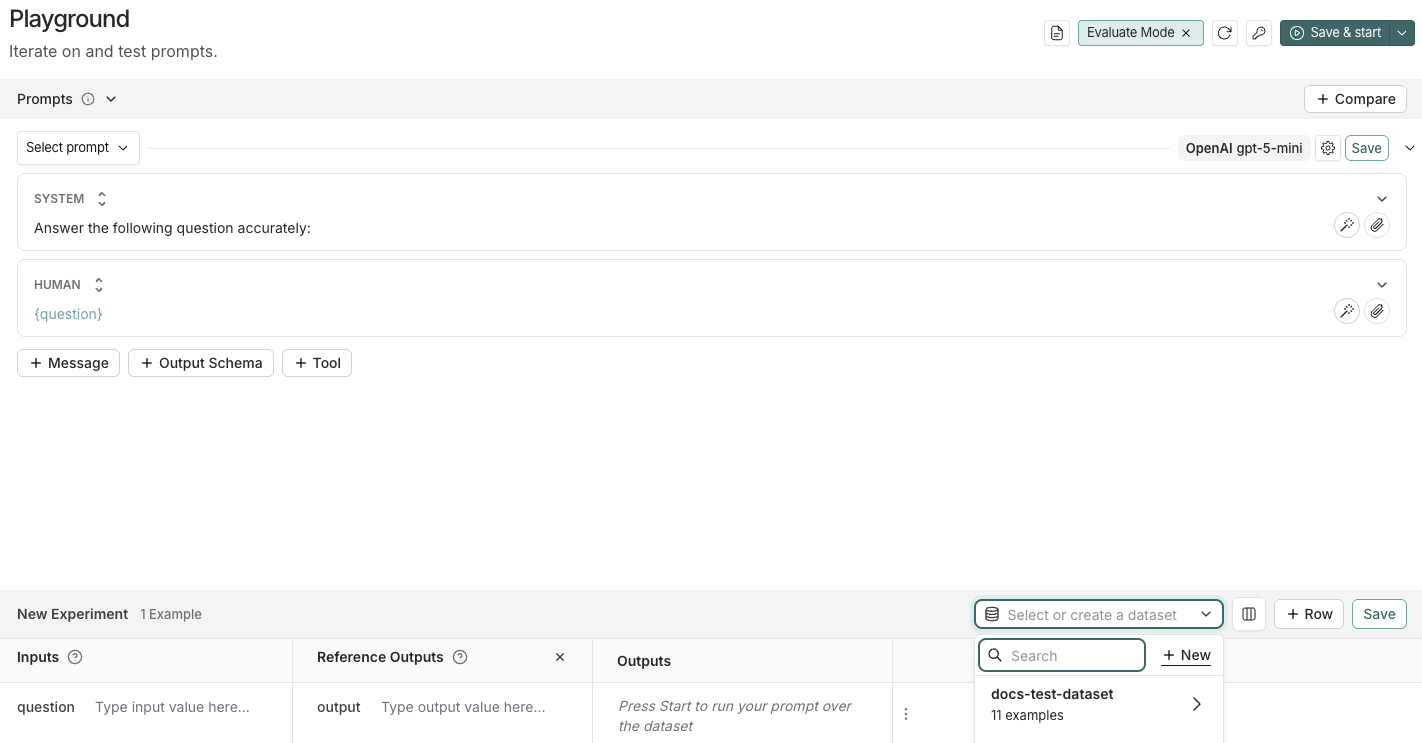 Playground
Iterate on and test prompts.
Evaluate Mode
Save & start
Prompts
Compare
Select prompt
OpenAI gpt-5-mini
Save
SYSTEM
Answer the following question accurately:
HUMAN
{question}
+ Message
+ Output Schema
+ Tool
New Experiment 1 Example
Select or create a dataset
+ Row
Save
Inputs
Reference Outputs
Outputs
Search
+ New
question
Type input value here...
output
Type output value here...
Press Start to run your prompt over
the dataset
docs-test-dataset
11 examples